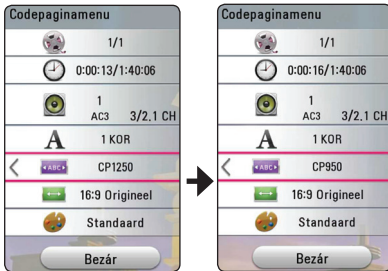 Codepaginamenu
1/1
0:00:13/1:40:06
1
AC3 3/2.1 CH
A 1 KOR
ABC CP1250
16:9 Origineel
Standaard
Bezár
Codepaginamenu
1/1
0:00:16/1:40:06
1
AC3 3/2.1 CH
A 1 KOR
ABC CP950
16:9 Origineel
Standaard
Bezár